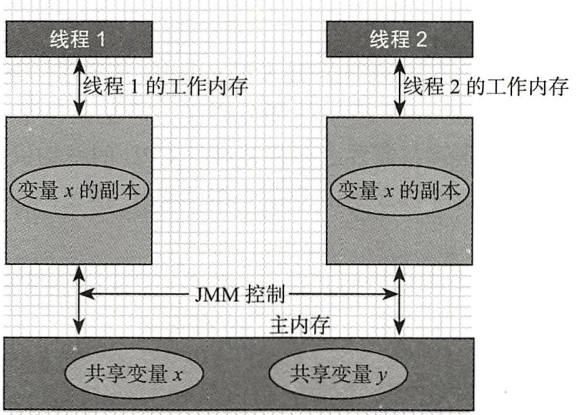 线程 1
线程 2
线程 1 的工作内存
线程 2 的工作内存
变量 x 的副本
变量 x 的副本
JMM 控制
主内存
共享变量 x
共享变量 y